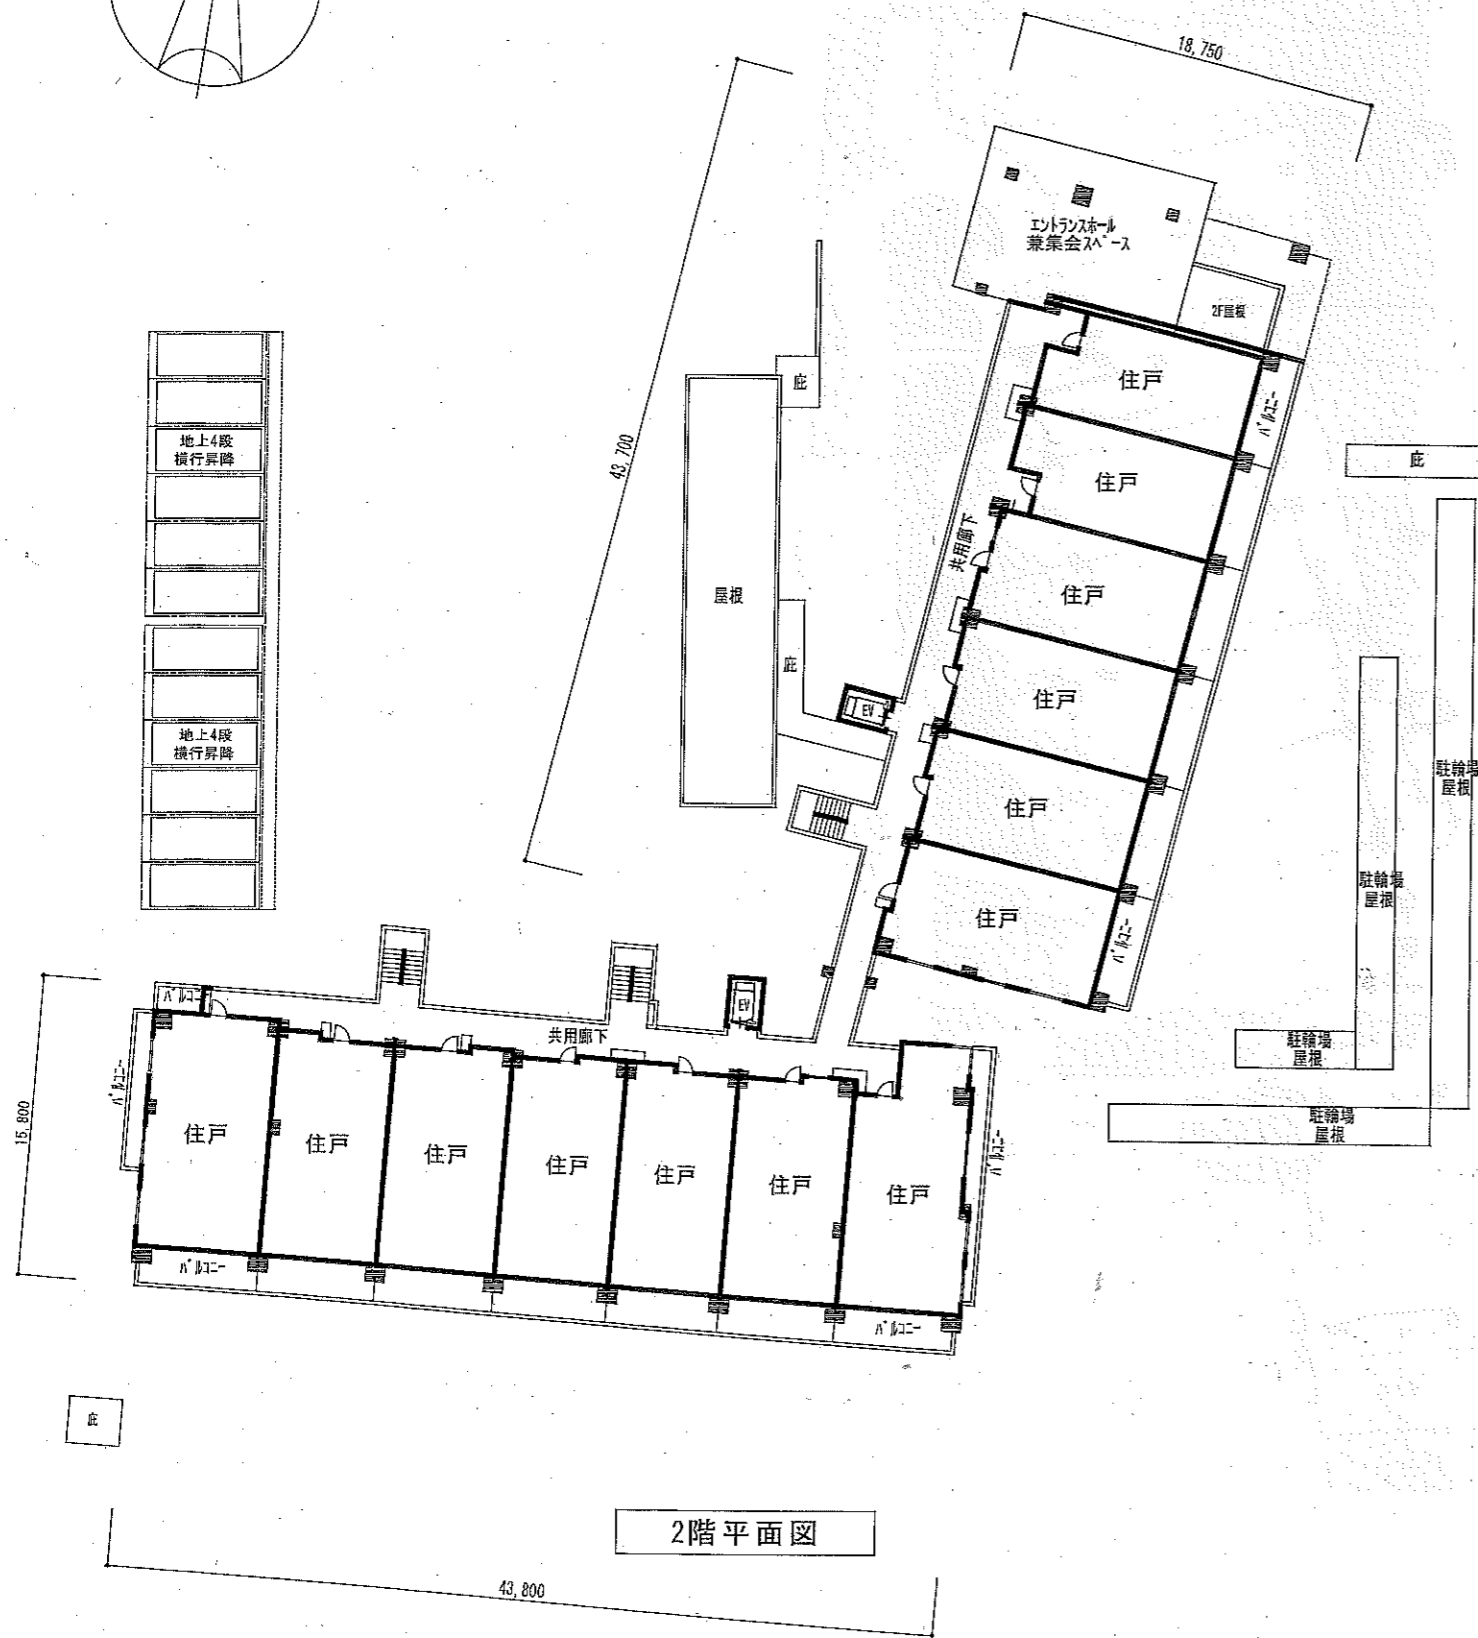 18,750
エントランスホール
兼集会スペース
2F屋根
住戸
バルコニー
庇
住戸
庇
43,700
地上4段
横行昇降
共用廊下
住戸
屋根
庇
住戸
EV
地上4段
横行昇降
駐輪場
屋根
住戸
駐輪場
屋根
住戸
バルコニー
バルコニー
EV
共用廊下
駐輪場
屋根
バルコニー
15,800
駐輪場
屋根
住戸
住戸
住戸
住戸
住戸
住戸
住戸
バルコニー
バルコニー
バルコニー
庇
2階平面図
43,800